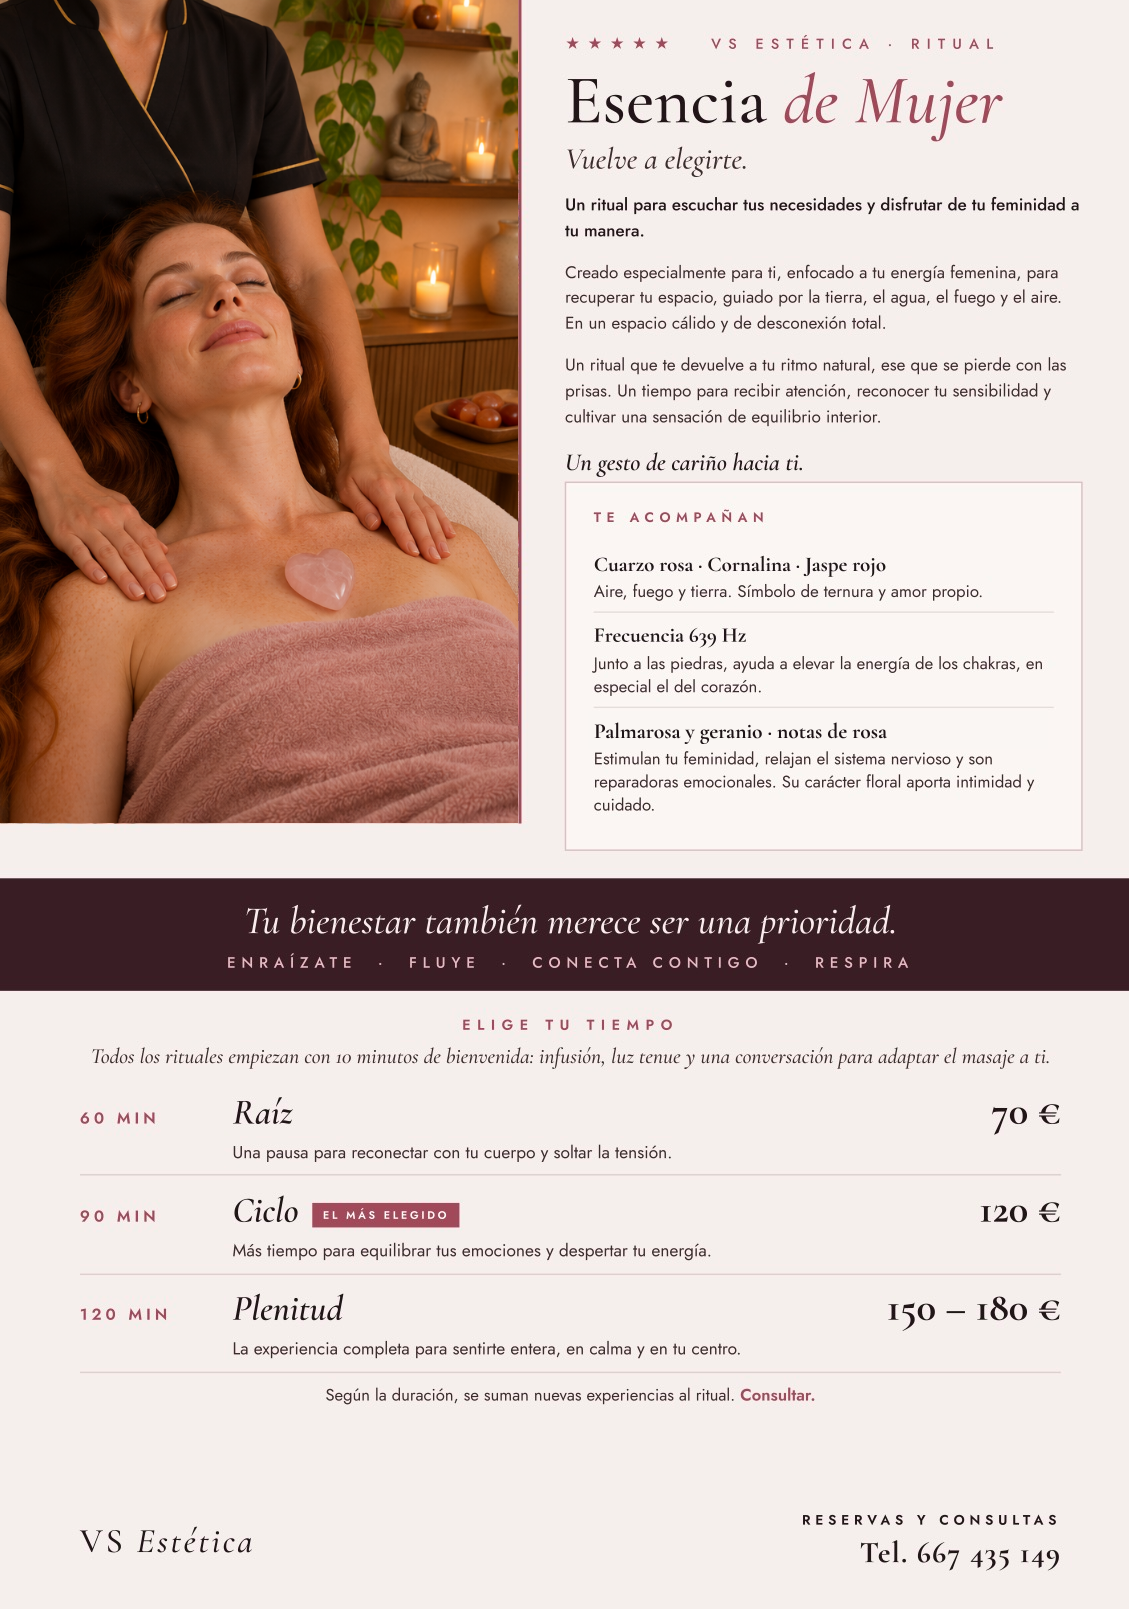 ★★★★★ VS ESTÉTICA · RITUAL
Esencia de Mujer
Vuelve a elegirte.
Un ritual para escuchar tus necesidades y disfrutar de tu feminidad a
tu manera.
Creado especialmente para ti, enfocado a tu energía femenina, para
recuperar tu espacio, guiado por la tierra, el agua, el fuego y el aire.
En un espacio cálido y de desconexión total.
Un ritual que te devuelve a tu ritmo natural, ese que se pierde con las
prisas. Un tiempo para recibir atención, reconocer tu sensibilidad y
cultivar una sensación de equilibrio interior.
Un gesto de cariño hacia ti.
TE ACOMPAÑAN
Cuarzo rosa · Cornalina · Jaspe rojo
Aire, fuego y tierra. Símbolo de ternura y amor propio.
Frecuencia 639 Hz
Junto a las piedras, ayuda a elevar la energía de los chakras, en
especial el del corazón.
Palmarosa y geranio · notas de rosa
Estimulan tu feminidad, relajan el sistema nervioso y son
reparadoras emocionales. Su carácter floral aporta intimidad y
cuidado.
Tu bienestar también merece ser una prioridad.
ENRAÍZATE · FLUYE · CONECTA CONTIGO · RESPIRA
ELIGE TU TIEMPO
Todos los rituales empiezan con 10 minutos de bienvenida: infusión, luz tenue y una conversación para adaptar el masaje a ti.
60 MIN Raíz 70 €
Una pausa para reconectar con tu cuerpo y soltar la tensión.
90 MIN Ciclo EL MÁS ELEGIDO 120 €
Más tiempo para equilibrar tus emociones y despertar tu energía.
120 MIN Plenitud 150 – 180 €
La experiencia completa para sentirte entera, en calma y en tu centro.
Según la duración, se suman nuevas experiencias al ritual. Consultar.
RESERVAS Y CONSULTAS
VS Estética Tel. 667 435 149